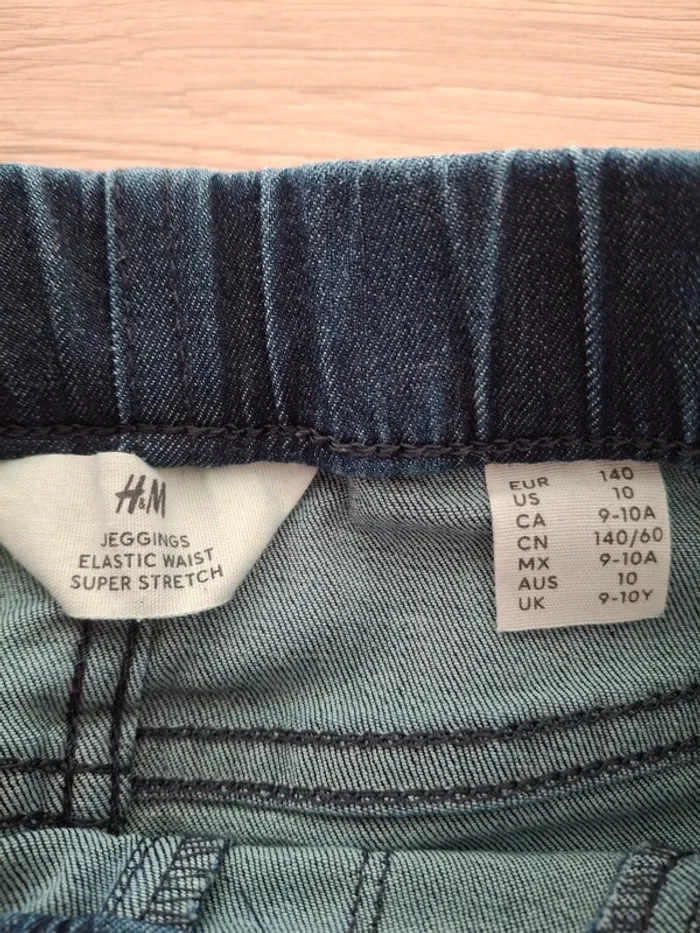 H&M
JEGGINGS
ELASTIC WAIST
SUPER STRETCH
EUR 140
US 10
CA 9-10A
CN 140/60
MX 9-10A
AUS 10
UK 9-10Y